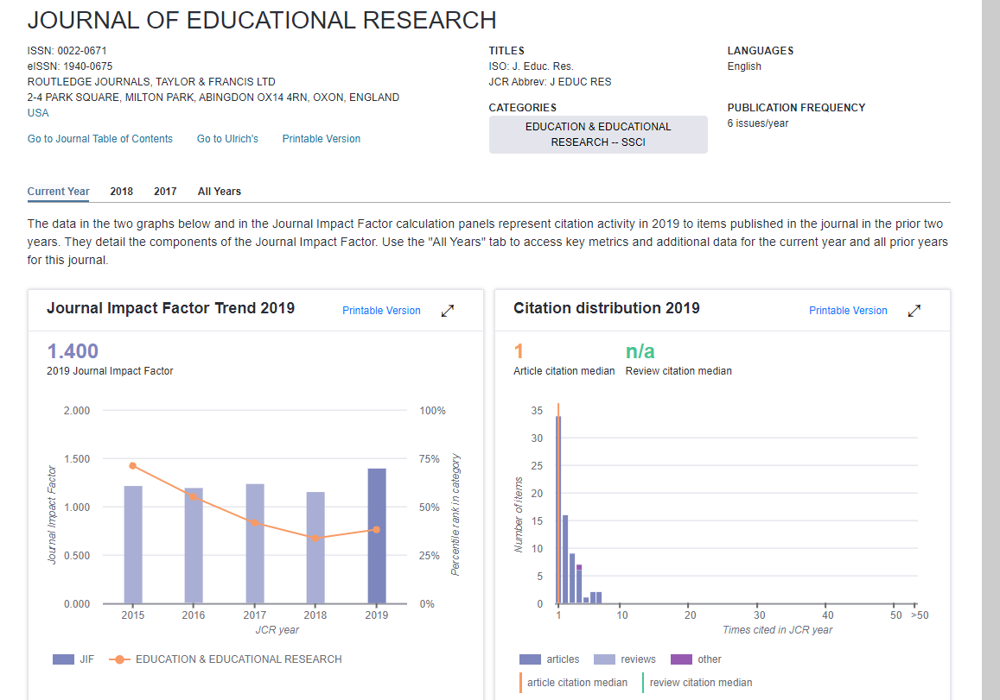 JOURNAL OF EDUCATIONAL RESEARCH
ISSN: 0022-0671
eISSN: 1940-0675
ROUTLEDGE JOURNALS, TAYLOR & FRANCIS LTD
2-4 PARK SQUARE, MILTON PARK, ABINGDON OX14 4RN, OXON, ENGLAND
USA
Go to Journal Table of Contents Go to Ulrich's Printable Version
TITLES
ISO: J. Educ. Res.
JCR Abbrev: J EDUC RES
CATEGORIES
EDUCATION & EDUCATIONAL
RESEARCH -- SSCI
LANGUAGES
English
PUBLICATION FREQUENCY
6 issues/year
Current Year 2018 2017 All Years
The data in the two graphs below and in the Journal Impact Factor calculation panels represent citation activity in 2019 to items published in the journal in the prior two
years. They detail the components of the Journal Impact Factor. Use the "All Years" tab to access key metrics and additional data for the current year and all prior years
for this journal.
Journal Impact Factor Trend 2019 Printable Version
1.400
2019 Journal Impact Factor
2.000 100%
1.500 75%
1.000 50%
0.500 25%
0.000 0%
Journal Impact Factor
Percentile rank in category
2015 2016 2017 2018 2019
JCR year
JIF EDUCATION & EDUCATIONAL RESEARCH
Citation distribution 2019 Printable Version
1 n/a
Article citation median Review citation median
35
30
25
20
15
10
5
0
Number of items
1 10 20 30 40 50 >50
Times cited in JCR year
articles reviews other
article citation median review citation median